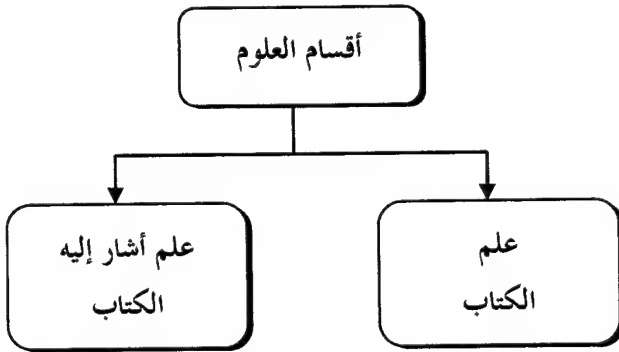 أقسام العلوم
علم
الكتاب
علم أشار إليه
الكتاب